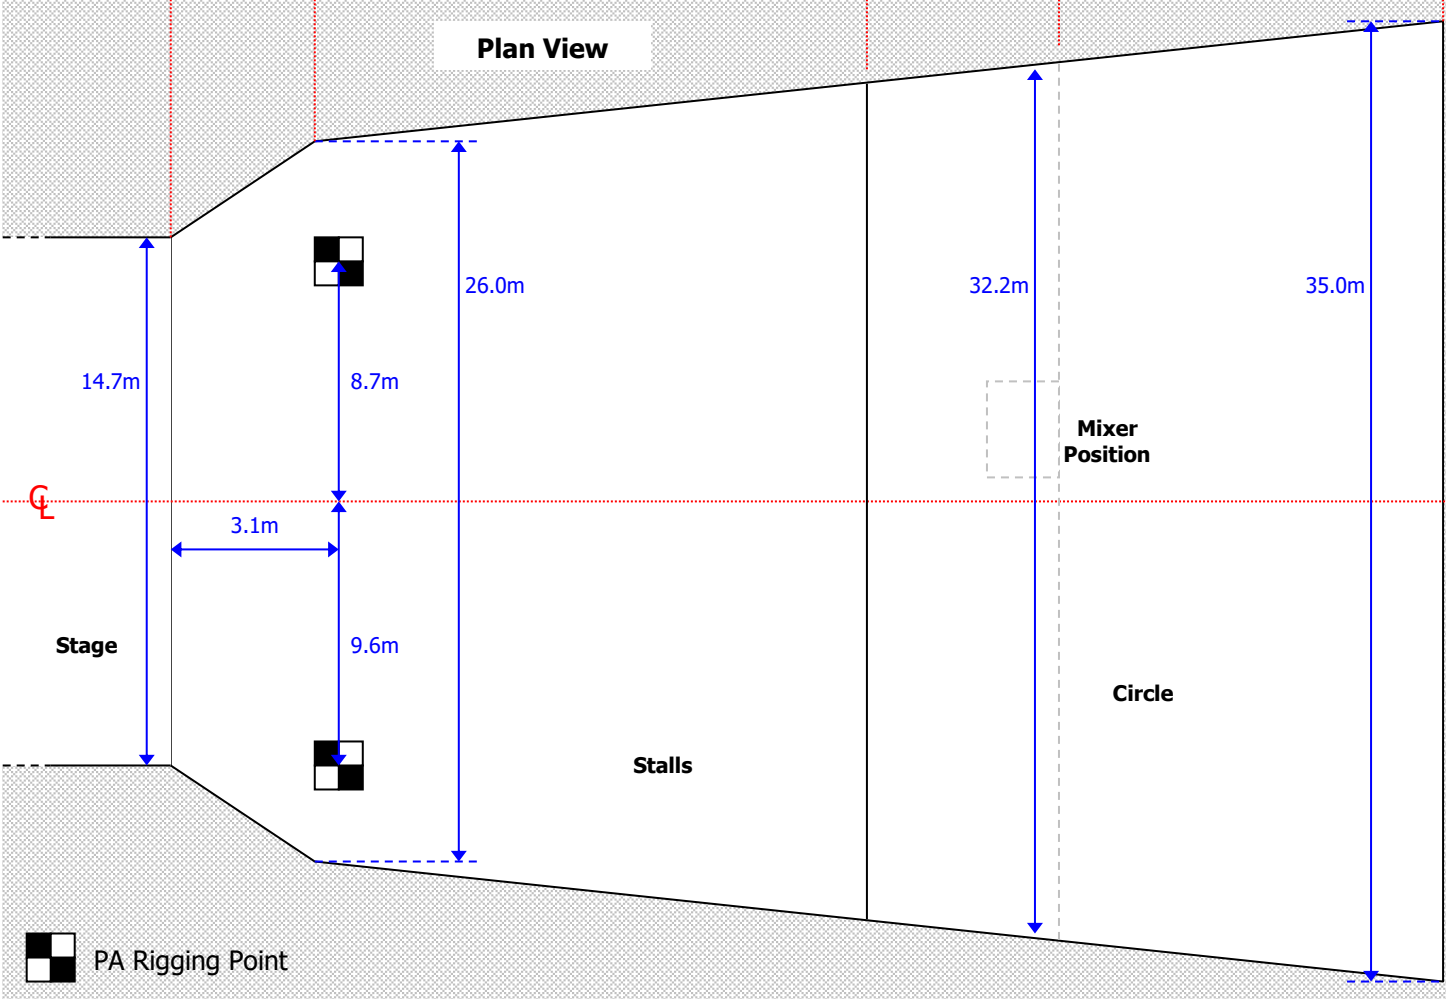 Plan View
26.0m
32.2m
35.0m
14.7m
8.7m
Mixer
Position
℄
3.1m
Stage
9.6m
Circle
Stalls
PA Rigging Point